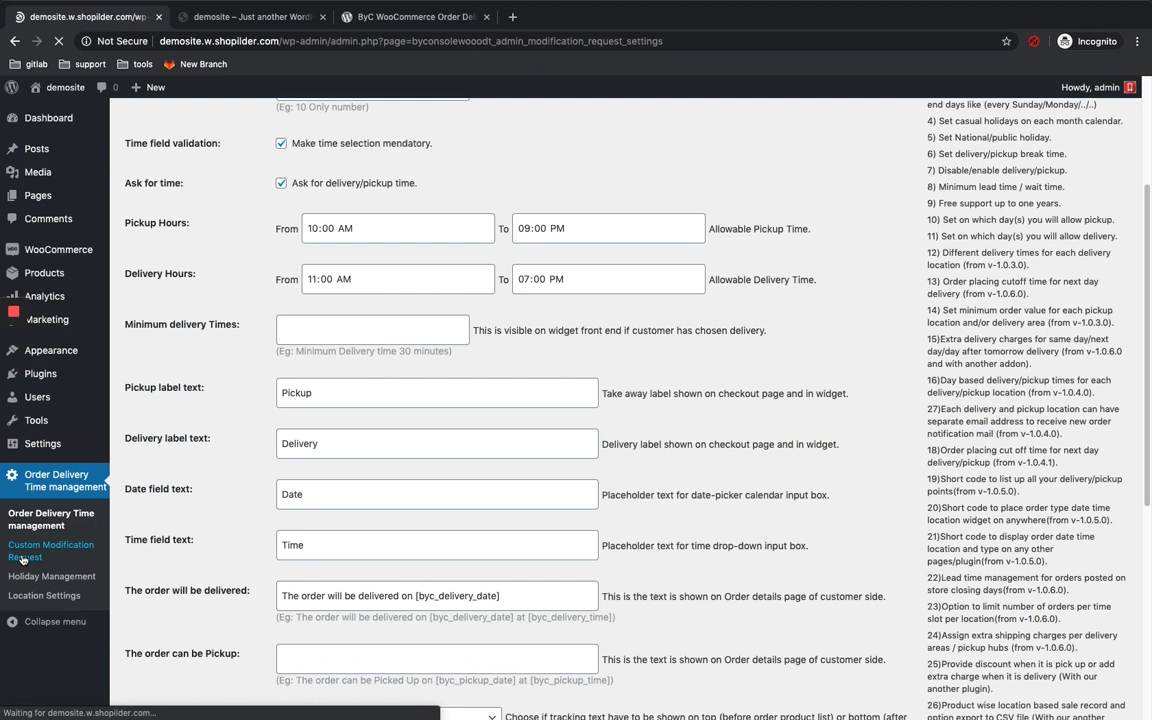 demosite.w.shopilder.com/wp-
demosite – Just another Word
ByC WooCommerce Order Del
Not Secure
demosite.w.shopilder.com/wp-admin/admin.php?page=byconsolewooodt_admin_modification_request_settings
Incognito
gitlab
support
tools
New Branch
demosite
0
New
Howdy, admin
Dashboard
Posts
Media
Pages
Comments
WooCommerce
Products
Analytics
Marketing
Appearance
Plugins
Users
Tools
Settings
Order Delivery
Time management
Order Delivery Time
management
Custom Modification
Request
Holiday Management
Location Settings
Collapse menu
Waiting for demosite.w.shopilder.com...
(Eg: 10 Only number)
Time field validation:
Make time selection mandatory.
Ask for time:
Ask for delivery/pickup time.
Pickup Hours:
From 10:00 AM To 09:00 PM Allowable Pickup Time.
Delivery Hours:
From 11:00 AM To 07:00 PM Allowable Delivery Time.
Minimum delivery Times:
This is visible on widget front end if customer has chosen delivery.
(Eg: Minimum Delivery time 30 minutes)
Pickup label text:
Pickup
Take away label shown on checkout page and in widget.
Delivery label text:
Delivery
Delivery label shown on checkout page and in widget.
Date field text:
Date
Placeholder text for date-picker calendar input box.
Time field text:
Time
Placeholder text for time drop-down input box.
The order will be delivered:
The order will be delivered on [byc_delivery_date]
This is the text is shown on Order details page of customer side.
(Eg: The order will be delivered on [byc_delivery_date] at [byc_delivery_time])
The order can be Pickup:
This is the text is shown on Order details page of customer side.
(Eg: The order can be Picked Up on [byc_pickup_date] at [byc_pickup_time])
Choose if tracking text have to be shown on top (before order product list) or bottom (after
end days like (every Sunday/Monday/../..)
4) Set casual holidays on each month calendar.
5) Set National/public holiday.
6) Set delivery/pickup break time.
7) Disable/enable delivery/pickup.
8) Minimum lead time / wait time.
9) Free support up to one years.
10) Set on which day(s) you will allow pickup.
11) Set on which day(s) you will allow delivery.
12) Different delivery times for each delivery
location (from v-1.0.3.0).
13) Order placing cutoff time for next day
delivery (from v-1.0.6.0).
14) Set minimum order value for each pickup
location and/or delivery area (from v-1.0.3.0).
15)Extra delivery charges for same day/next
day/day after tomorrow delivery (from v-1.0.6.0
and with another addon).
16)Day based delivery/pickup times for each
delivery/pickup location (from v-1.0.4.0).
27)Each delivery and pickup location can have
separate email address to receive new order
notification mail (from v-1.0.4.0).
18)Order placing cut off time for next day
delivery/pickup (from v-1.0.4.1).
19)Short code to list up all your delivery/pickup
points(from v-1.0.5.0).
20)Short code to place order type date time
location widget on anywhere(from v-1.0.5.0).
21)Short code to display order date time
location and type on any other
pages/plugin(from v-1.0.5.0).
22)Lead time management for orders posted on
store closing days(from v-1.0.6.0).
23)Option to limit number of orders per time
slot per location(from v-1.0.6.0).
24)Assign extra shipping charges per delivery
areas / pickup hubs (from v-1.0.6.0).
25)Provide discount when it is pick up or add
extra charge when it is delivery (With our
another plugin).
26)Product wise location based sale record and
option export to CSV file (With our another